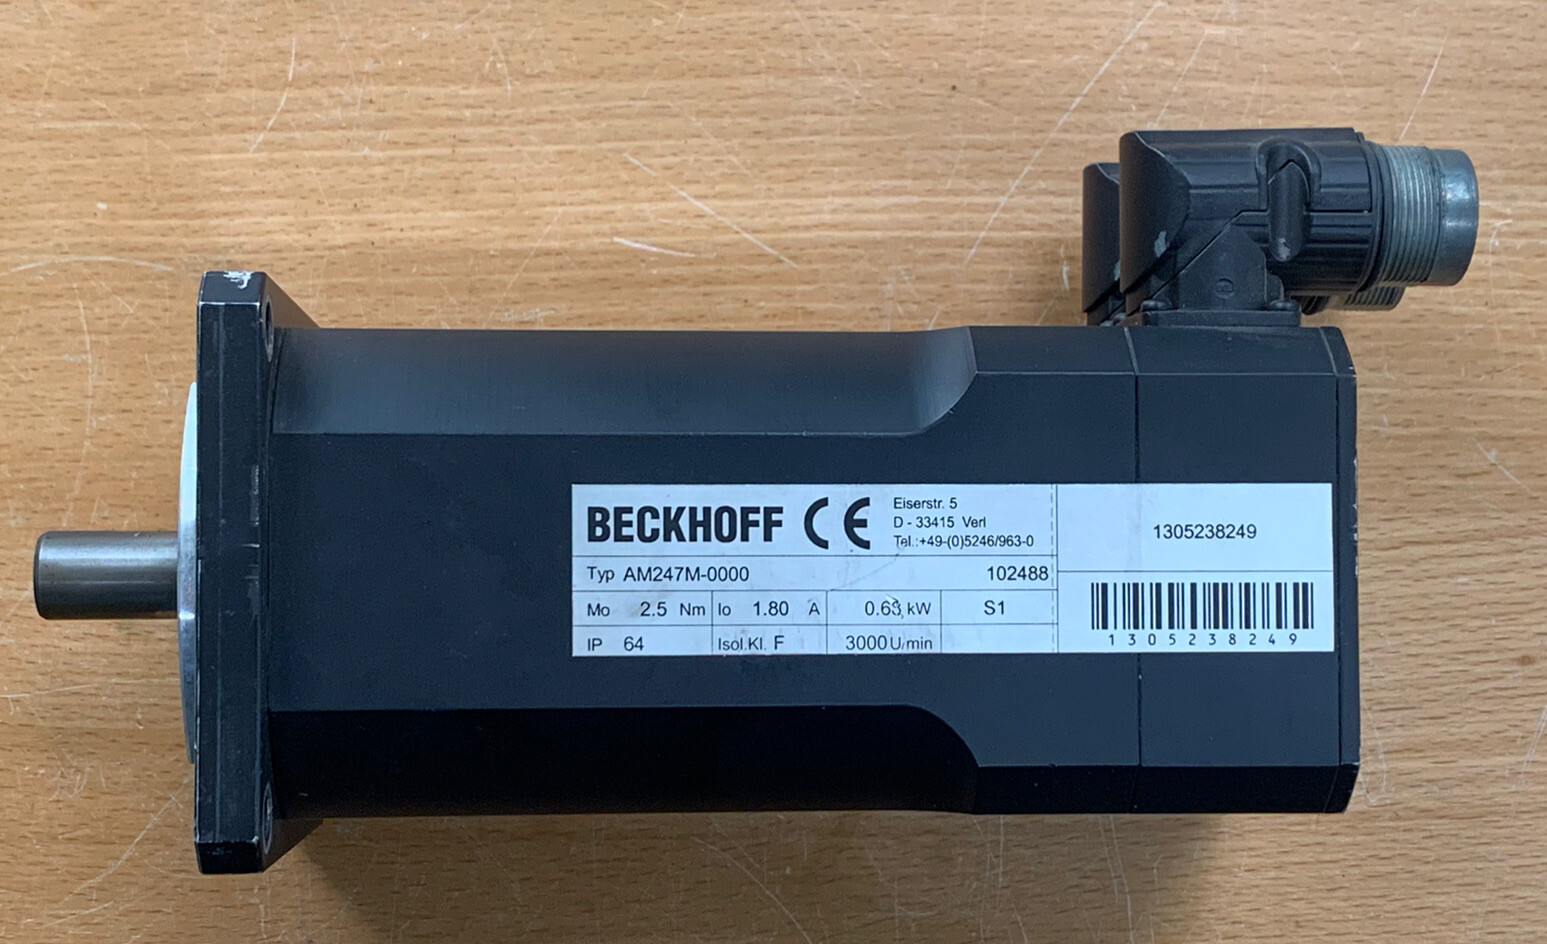 BECKHOFF CE
Eiserstr. 5
D - 33415 Verl
Tel.:+49-(0)5246/963-0
Typ AM247M-0000 102488
Mo 2.5 Nm Io 1.80 A 0.63 kW S1
IP 64 Isol.Kl. F 3000 U/min
1305238249
1305238249